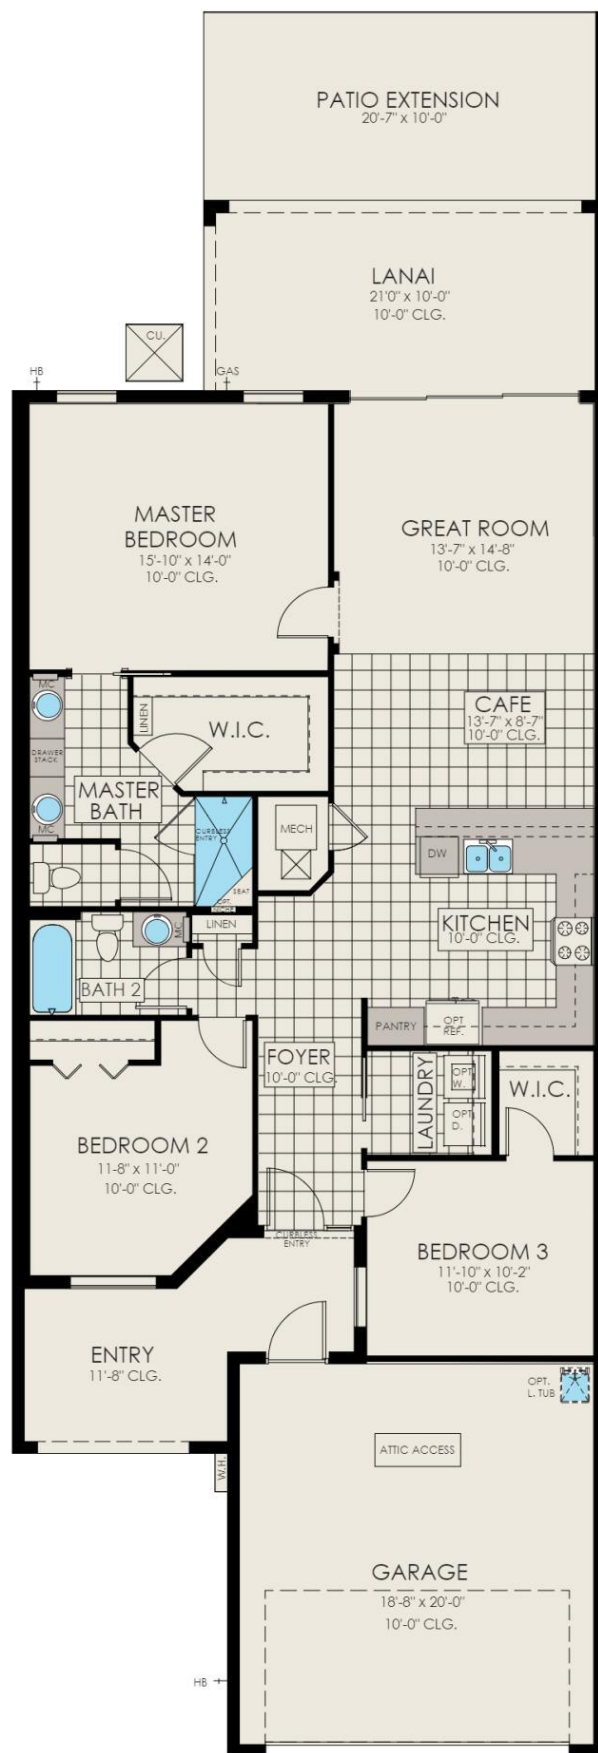 PATIO EXTENSION
20'-7" x 10'-0"
LANAI
21'0" x 10'-0"
10'-0" CLG.
CU.
HB
GAS
MASTER
BEDROOM
15'-10" x 14'-0"
10'-0" CLG.
GREAT ROOM
13'-7" x 14'-8"
10'-0" CLG.
MC
LINEN
W.I.C.
CAFE
13'-7" x 8'-7"
10'-0" CLG.
DRAWER
STACK
MASTER
BATH
MC
CURBLESS
ENTRY
MECH
DW
SEAT
OPT.
LINEN
MC
KITCHEN
10'-0" CLG.
BATH 2
PANTRY
OPT
REF.
FOYER
10'-0" CLG.
LAUNDRY
OPT
W.
OPT
D.
W.I.C.
BEDROOM 2
11-8" x 11'-0"
10'-0" CLG.
CURBLESS
ENTRY
BEDROOM 3
11'-10" x 10'-2"
10'-0" CLG.
ENTRY
11'-8" CLG.
OPT.
L. TUB
ATTIC ACCESS
W.H.
GARAGE
18'-8" x 20'-0"
10'-0" CLG.
HB